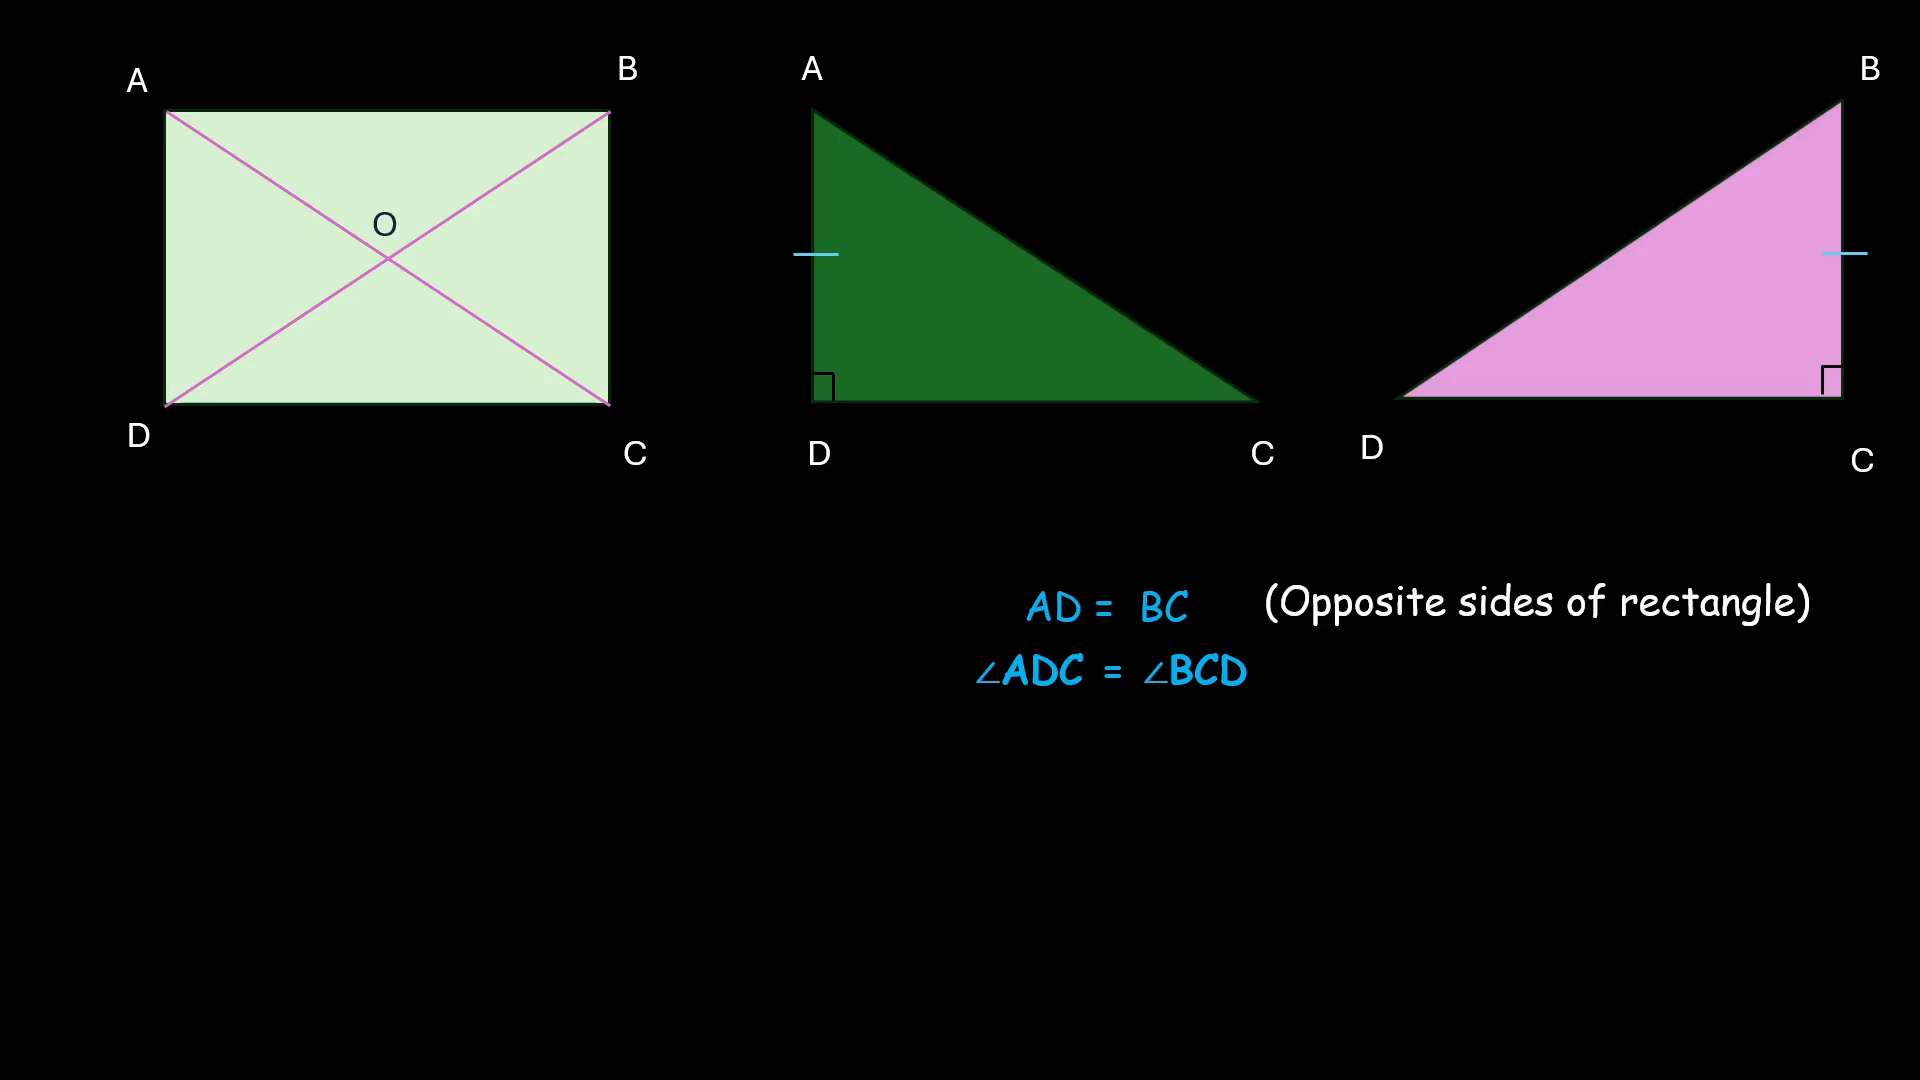 A B A B
O
D C D C D C
AD = BC (Opposite sides of rectangle)
∠ADC = ∠BCD